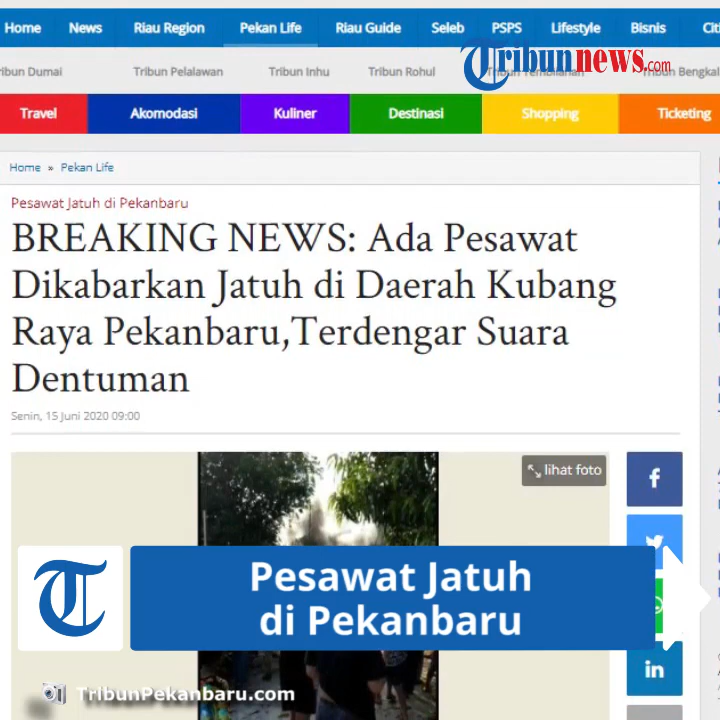 Home News Riau Region Pekan Life Riau Guide Seleb PSPS Lifestyle Bisnis
Tribunnews.com
Tribun Pelalawan Tribun Inhu Tribun Rohul
Travel Akomodasi Kuliner Destinasi Shopping Ticketing
Home » Pekan Life
Pesawat Jatuh di Pekanbaru
BREAKING NEWS: Ada Pesawat
Dikabarkan Jatuh di Daerah Kubang
Raya Pekanbaru,Terdengar Suara
Dentuman
Senin, 15 Juni 2020 09:00
lihat foto
Pesawat Jatuh
di Pekanbaru
TribunPekanbaru.com